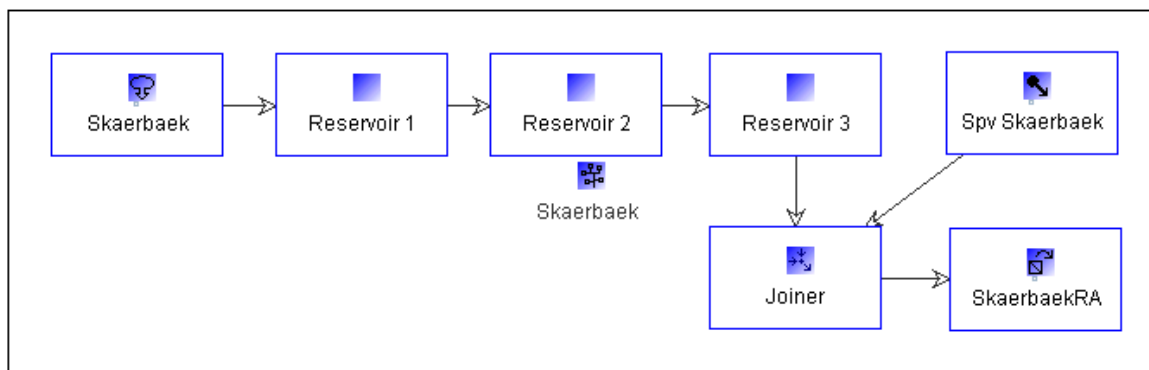 Skaerbaek
Reservoir 1
Reservoir 2
Reservoir 3
Spv Skaerbaek
Skaerbaek
Joiner
SkaerbaekRA